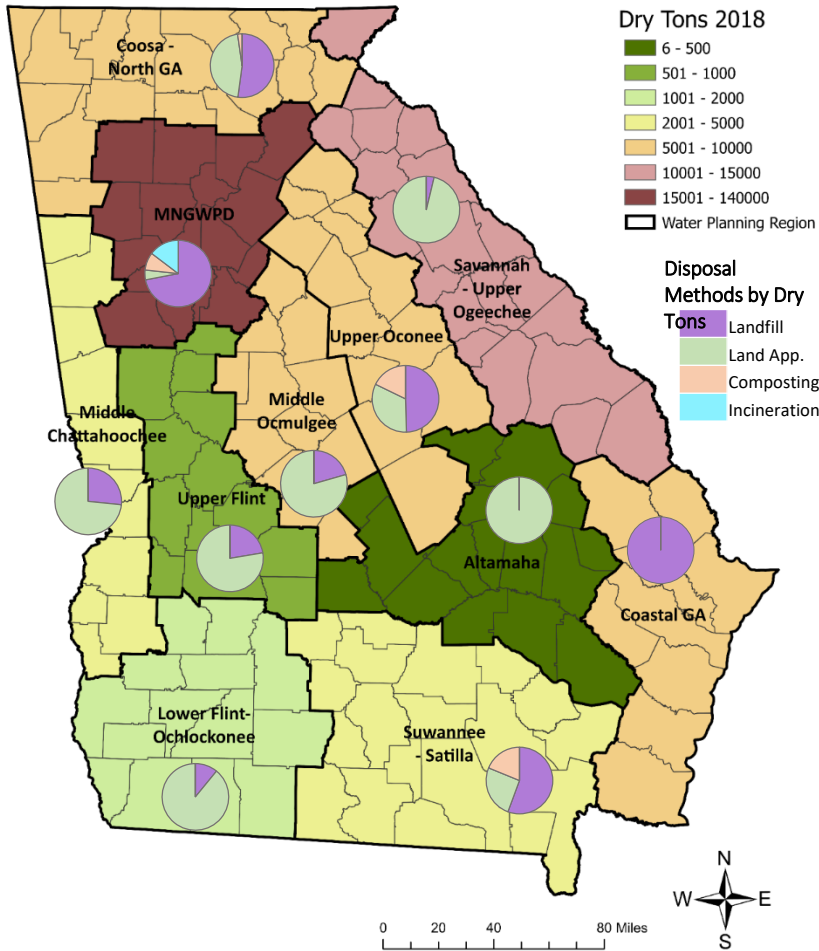 Dry Tons 2018
6 - 500
501 - 1000
1001 - 2000
2001 - 5000
5001 - 10000
10001 - 15000
15001 - 140000
Water Planning Region
Disposal
Methods by Dry
Tons
Landfill
Land App.
Composting
Incineration
Coosa -
North GA
MNGWPD
Savannah
- Upper
Ogeechee
Upper Oconee
Middle
Ocmulgee
Middle
Chattahoochee
Upper Flint
Altamaha
Coastal GA
Lower Flint-
Ochlockonee
Suwannee
- Satilla
N
W
E
S
0 20 40 80 Miles